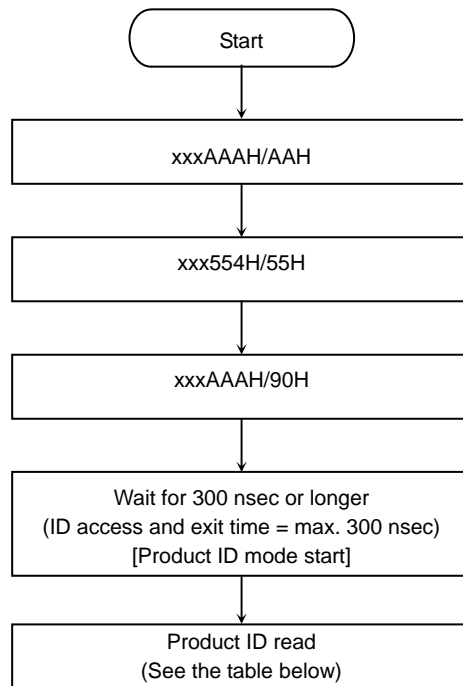 Start
xxxAAAH/AAH
xxx554H/55H
xxxAAAH/90H
Wait for 300 nsec or longer
(ID access and exit time = max. 300 nsec)
[Product ID mode start]
Product ID read
(See the table below)